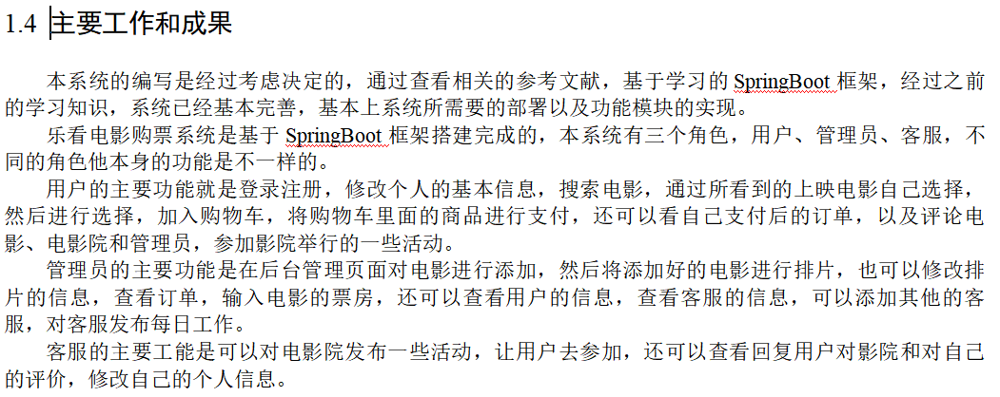 1.4 主要工作和成果
本系统的编写是经过考虑决定的，通过查看相关的参考文献，基于学习的 SpringBoot 框架，经过之前
的学习知识，系统已经基本完善，基本上系统所需要的部署以及功能模块的实现。
乐看电影购票系统是基于 SpringBoot 框架搭建完成的，本系统有三个角色，用户、管理员、客服，不
同的角色他本身的功能是不一样的。
用户的主要功能就是登录注册，修改个人的基本信息，搜索电影，通过所看到的上映电影自己选择，
然后进行选择，加入购物车，将购物车里面的商品进行支付，还可以看自己支付后的订单，以及评论电
影、电影院和管理员，参加影院举行的一些活动。
管理员的主要功能是在后台管理页面对电影进行添加，然后将添加好的电影进行排片，也可以修改排
片的信息，查看订单，输入电影的票房，还可以查看用户的信息，查看客服的信息，可以添加其他的客
服，对客服发布每日工作。
客服的主要工能是可以对电影院发布一些活动，让用户去参加，还可以查看回复用户对影院和对自己
的评价，修改自己的个人信息。